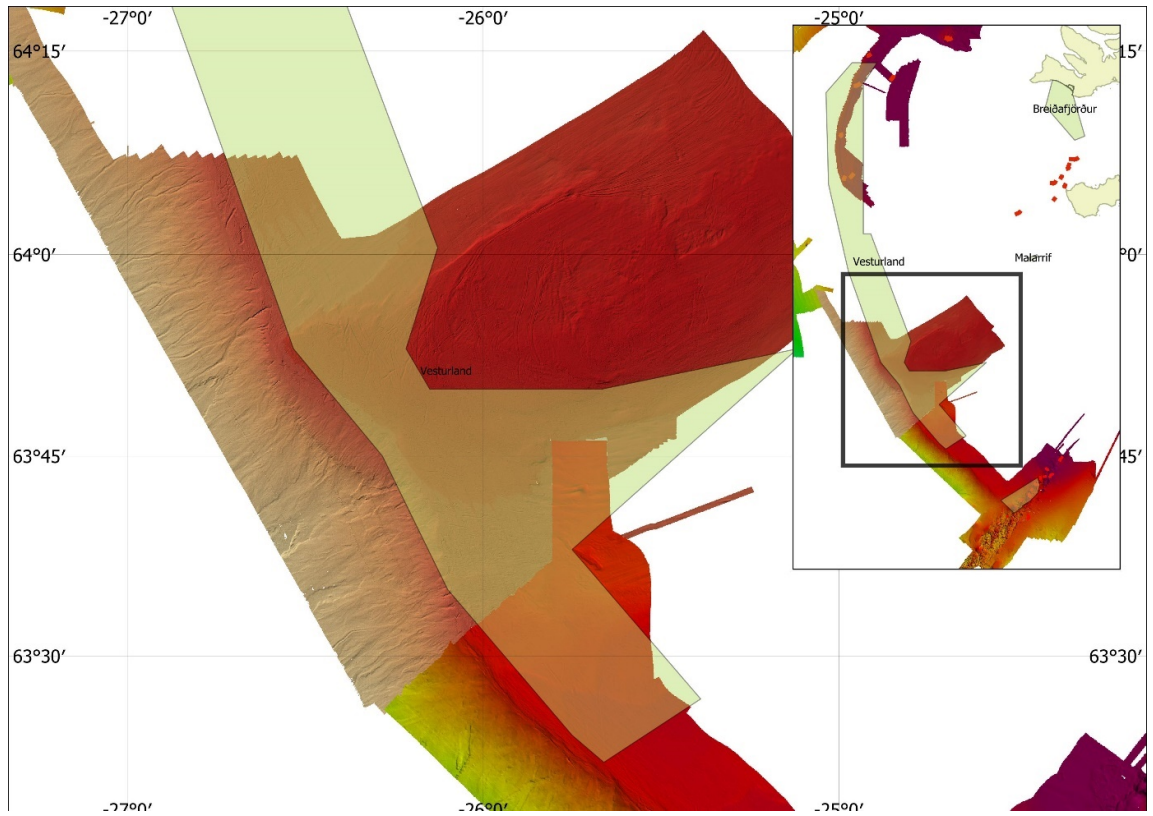 -27°0′ -26°0′ -25°0′
64°15′ 15′
Breiðafjörður
64°0′ °0′
Vesturland Malarrif
Vesturland
63°45′ 45′
63°30′ 63°30′
-27°0′ -26°0′ -25°0′